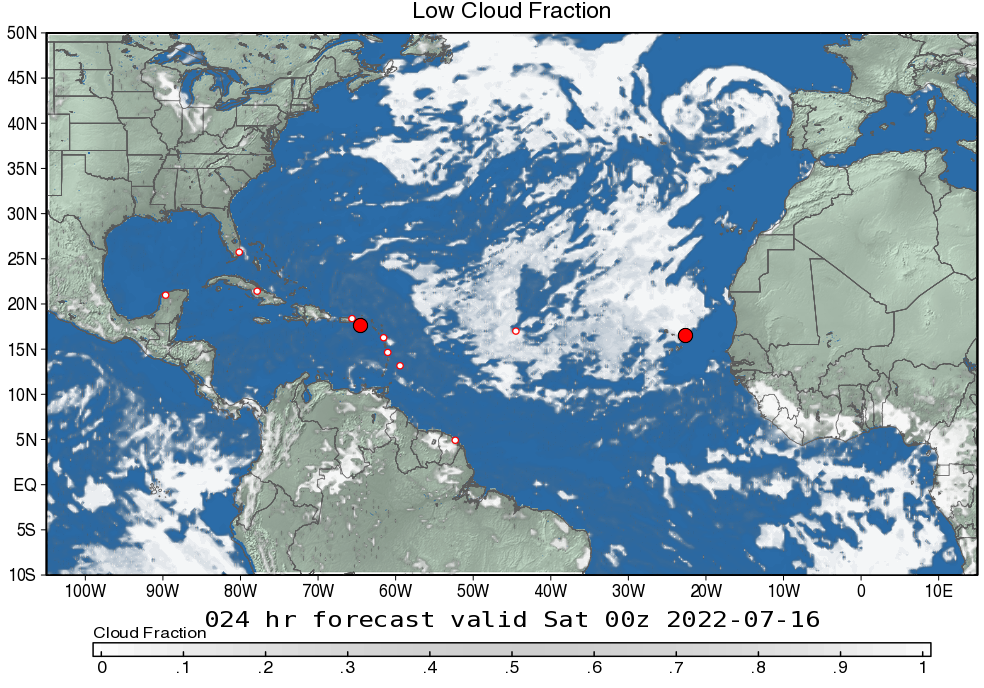 Low Cloud Fraction
50N
45N
40N
35N
30N
25N
20N
15N
10N
5N
EQ
5S
10S
100W 90W 80W 70W 60W 50W 40W 30W 20W 10W 0 10E
024 hr forecast valid Sat 00z 2022-07-16
Cloud Fraction
0 .1 .2 .3 .4 .5 .6 .7 .8 .9 1